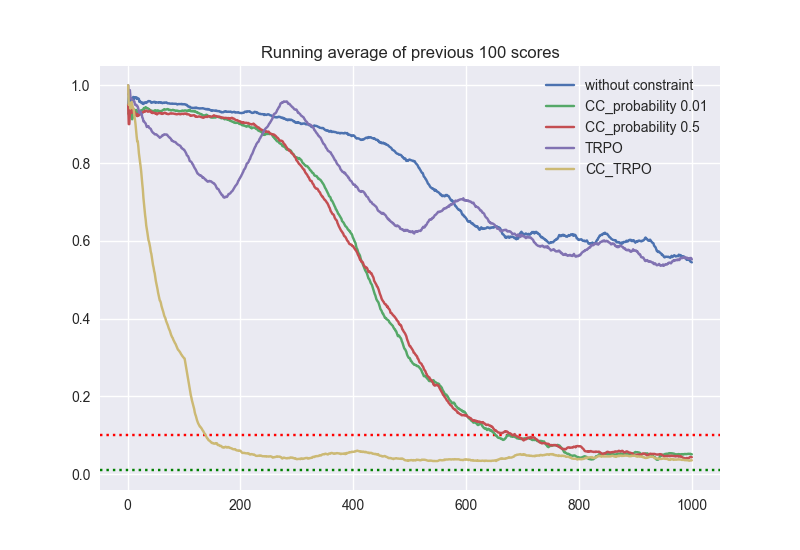 Running average of previous 100 scores
1.0
0.8
0.6
0.4
0.2
0.0
without constraint
CC_probability 0.01
CC_probability 0.5
TRPO
CC_TRPO
0
200
400
600
800
1000